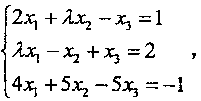 2x₁ + λx₂ − x₃ = 1
λx₁ − x₂ + x₃ = 2 ,
4x₁ + 5x₂ − 5x₃ = −1